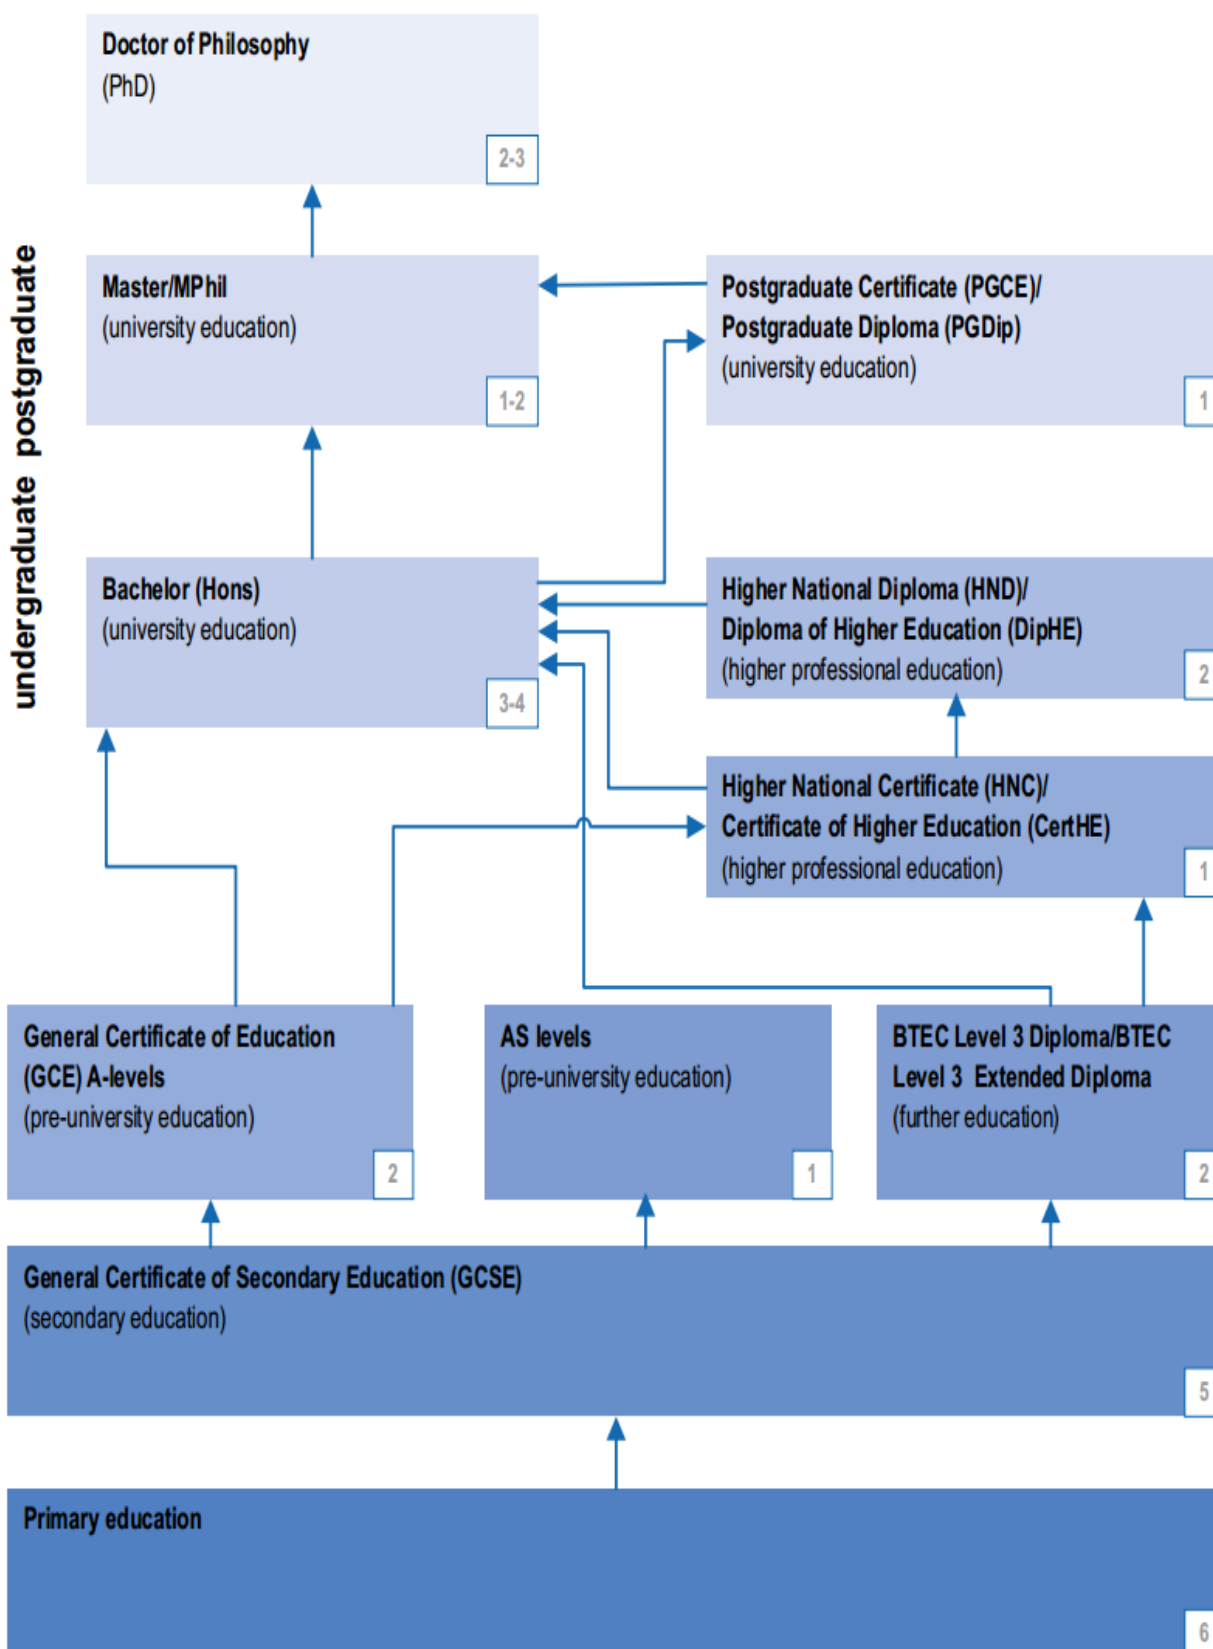 Doctor of Philosophy
(PhD)
2-3
postgraduate
Master/MPhil
(university education)
1-2
Postgraduate Certificate (PGCE)/
Postgraduate Diploma (PGDip)
(university education)
1
undergraduate
Bachelor (Hons)
(university education)
3-4
Higher National Diploma (HND)/
Diploma of Higher Education (DipHE)
(higher professional education)
2
Higher National Certificate (HNC)/
Certificate of Higher Education (CertHE)
(higher professional education)
1
General Certificate of Education
(GCE) A-levels
(pre-university education)
2
AS levels
(pre-university education)
1
BTEC Level 3 Diploma/BTEC
Level 3 Extended Diploma
(further education)
2
General Certificate of Secondary Education (GCSE)
(secondary education)
5
Primary education
6